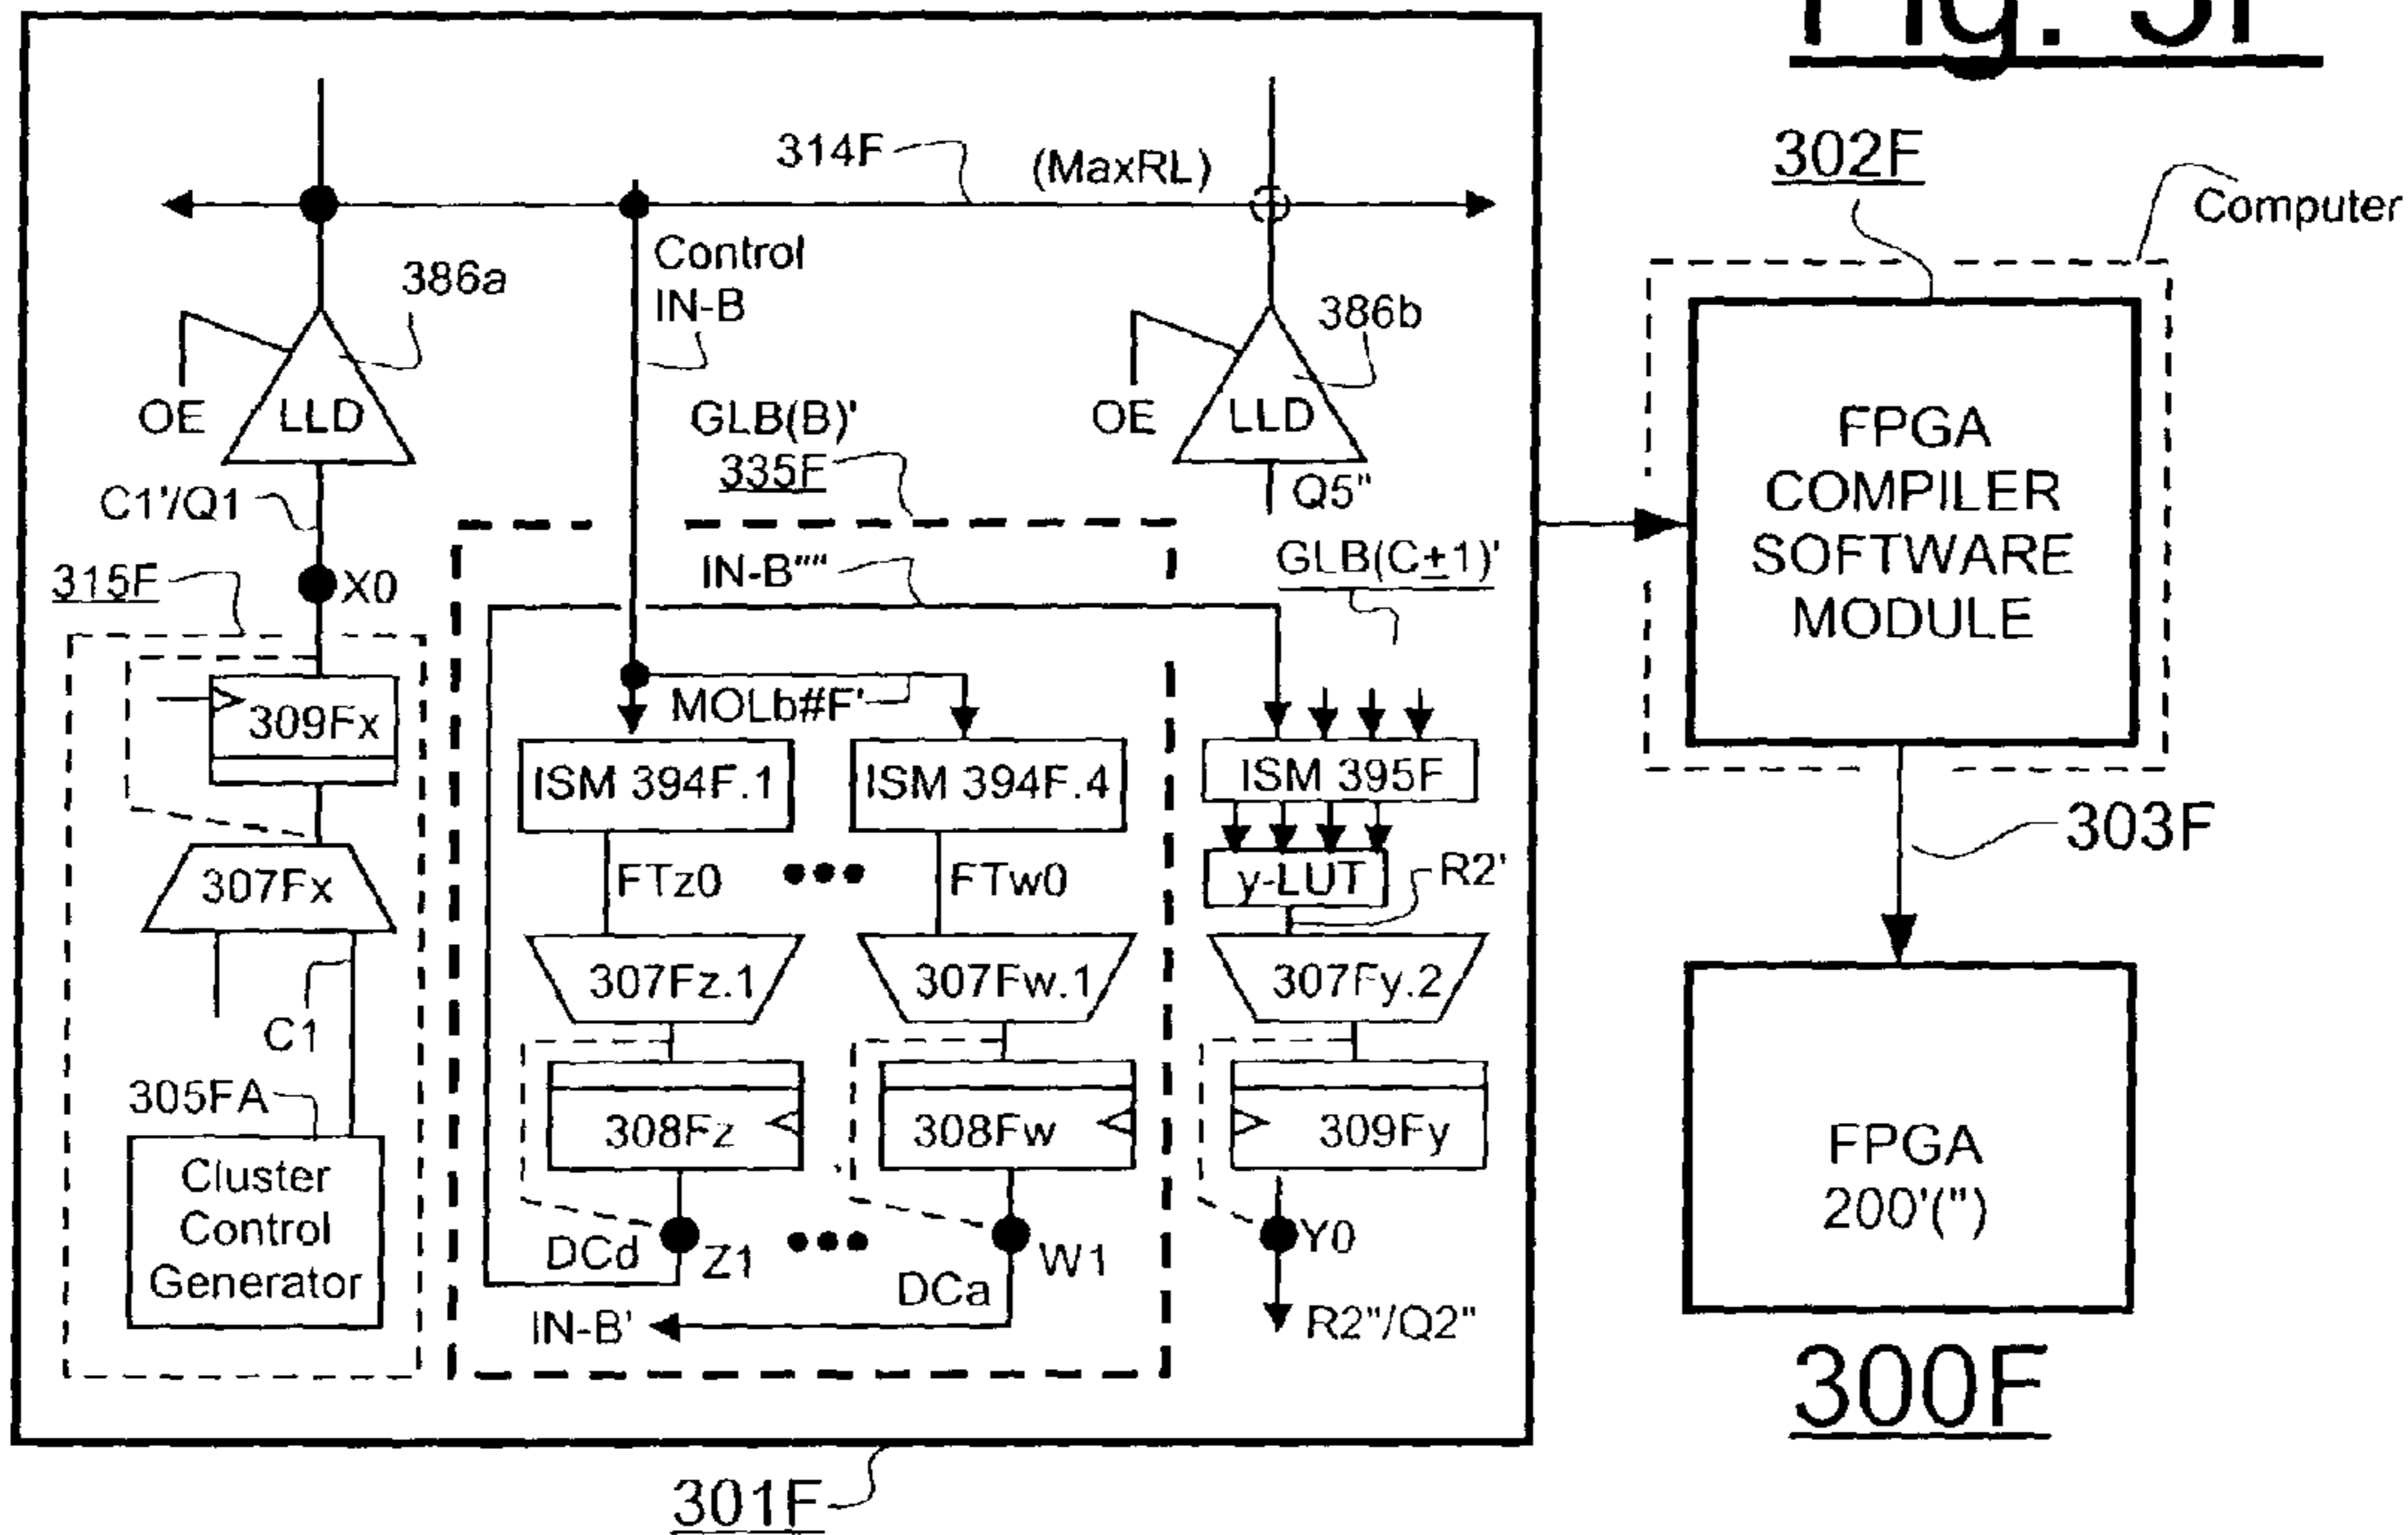 Fig. 3F
314F
(MaxRL)
302F
Computer
Control
IN-B
386a
386b
OE
LLD
OE
LLD
GLB(B)'
335F
C1'/Q1
Q5"
FPGA
COMPILER
SOFTWARE
MODULE
315F
X0
IN-B""
GLB(C±1)'
309Fx
MOLb#F'
ISM 394F.1
ISM 394F.4
ISM 395F
303F
307Fx
FTz0
•••
FTw0
y-LUT
R2'
307Fz.1
307Fw.1
307Fy.2
C1
305FA
308Fz
308Fw
309Fy
FPGA
200'(")
Cluster
Control
Generator
DCd
Z1
•••
DCa
W1
Y0
IN-B'
R2"/Q2"
300F
301F